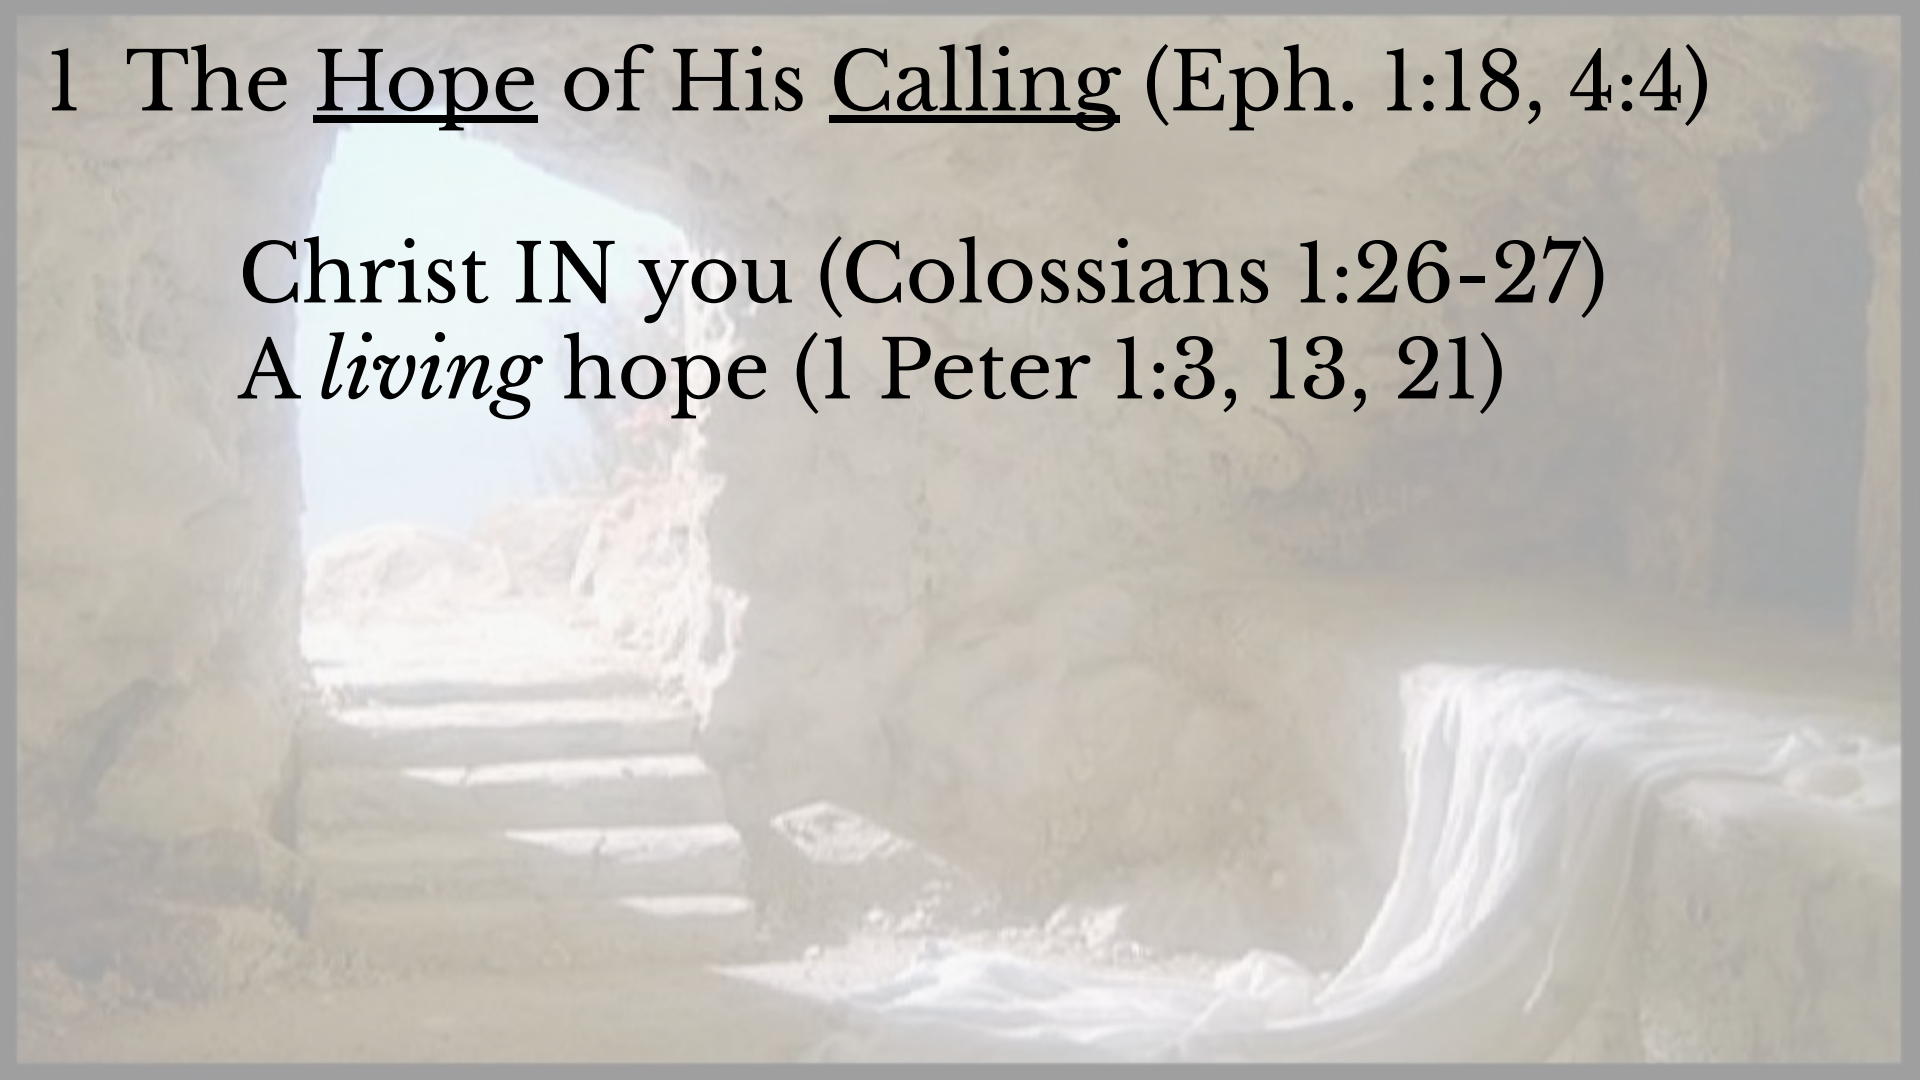 1 The Hope of His Calling (Eph. 1:18, 4:4)
Christ IN you (Colossians 1:26-27)
A living hope (1 Peter 1:3, 13, 21)